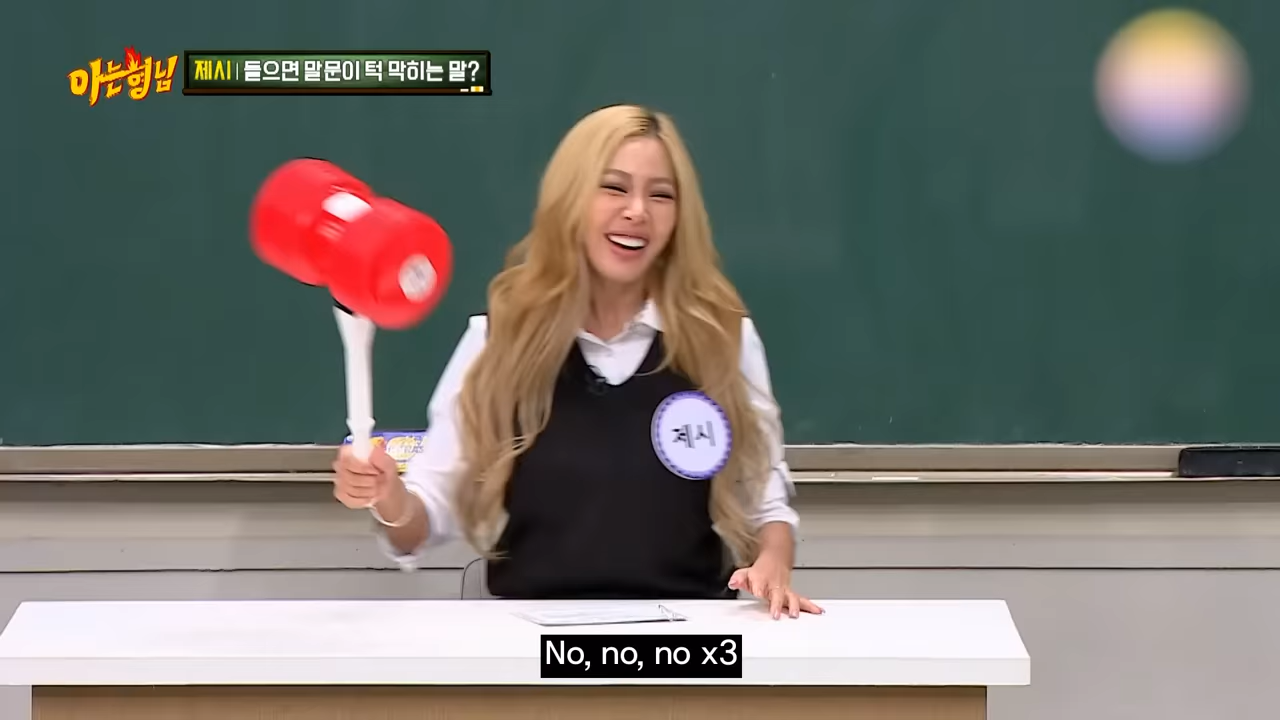 아는형님
제시 | 들으면 말문이 턱 막히는 말?
제시
No, no, no x3